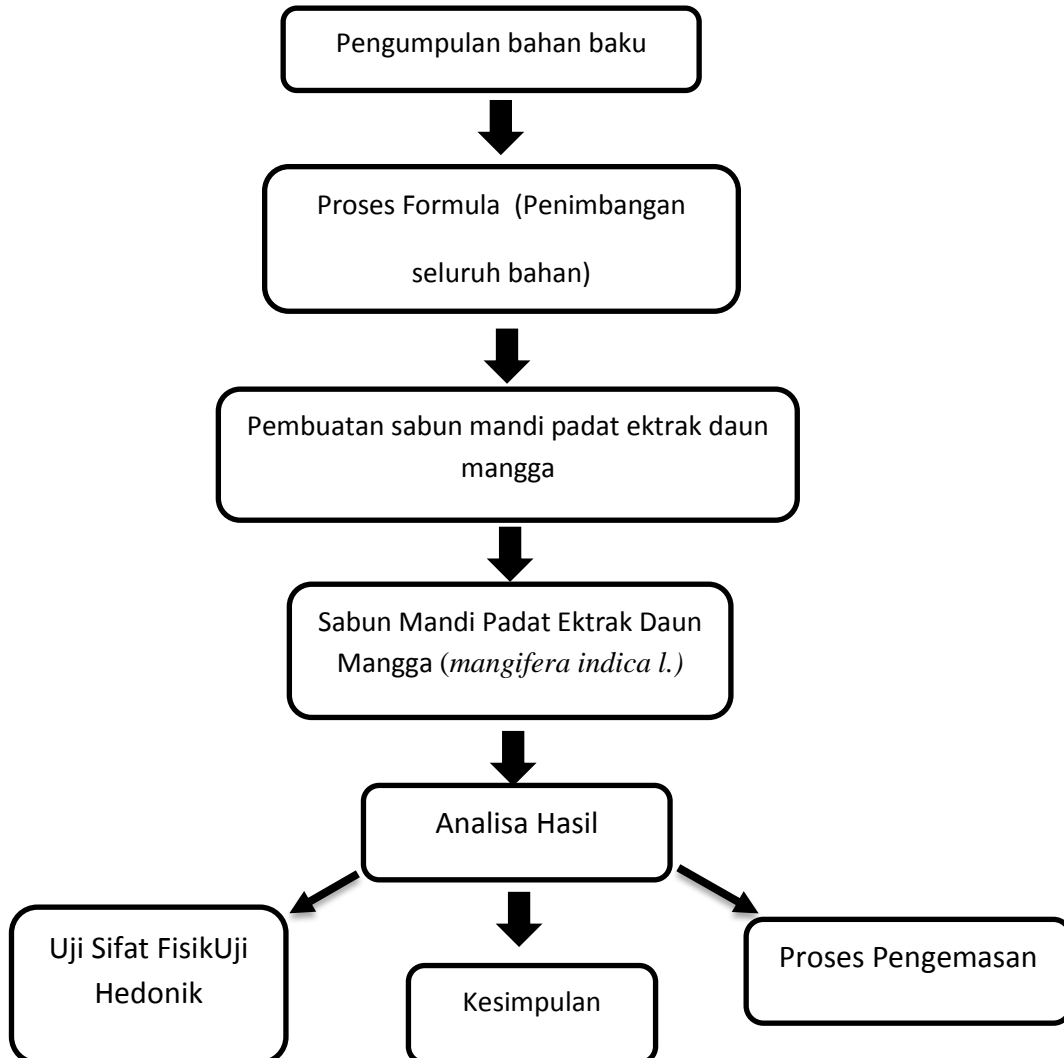 Pengumpulan bahan baku
Proses Formula (Penimbangan
seluruh bahan)
Pembuatan sabun mandi padat ektrak daun
mangga
Sabun Mandi Padat Ektrak Daun
Mangga (mangifera indica l.)
Analisa Hasil
Uji Sifat FisikUji
Hedonik
Kesimpulan
Proses Pengemasan